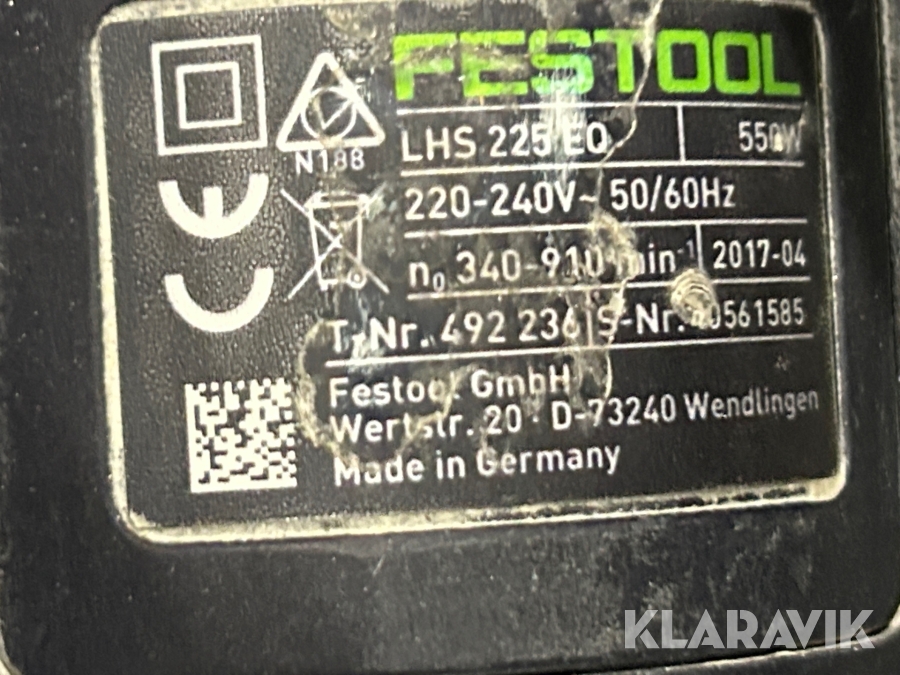 FESTOOL
N188
LHS 225 EQ 550W
220-240V~ 50/60Hz
n₀ 340-910 min⁻¹ 2017-04
T-Nr. 492 236 S-Nr. 40561585
Festool GmbH
Wertstr. 20 · D-73240 Wendlingen
Made in Germany
KLARAVIK